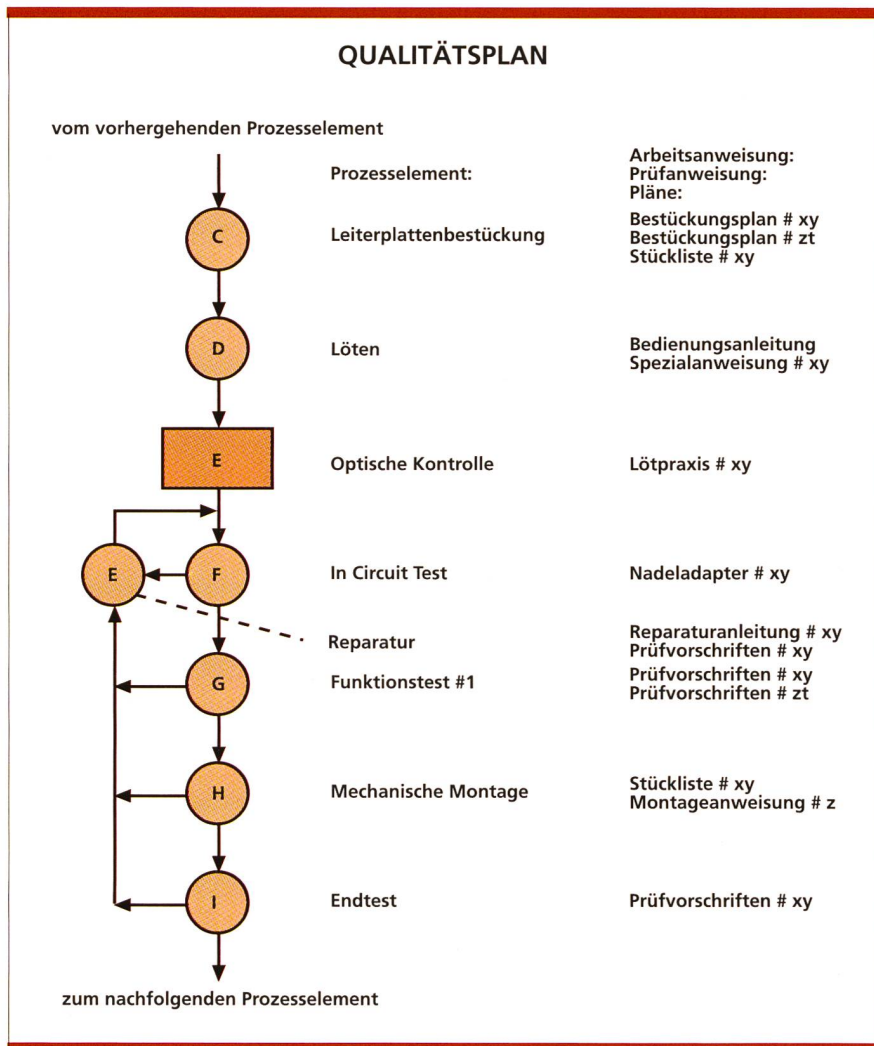 QUALITÄTSPLAN
vom vorhergehenden Prozesselement
Prozesselement:
Arbeitsanweisung:
Prüfanweisung:
Pläne:
C
Leiterplattenbestückung
Bestückungsplan # xy
Bestückungsplan # zt
Stückliste # xy
D
Löten
Bedienungsanleitung
Spezialanweisung # xy
E
Optische Kontrolle
Lötpraxis # xy
E
F
In Circuit Test
Nadeladapter # xy
Reparatur
Reparaturanleitung # xy
Prüfvorschriften # xy
G
Funktionstest #1
Prüfvorschriften # xy
Prüfvorschriften # zt
H
Mechanische Montage
Stückliste # xy
Montageanweisung # z
I
Endtest
Prüfvorschriften # xy
zum nachfolgenden Prozesselement